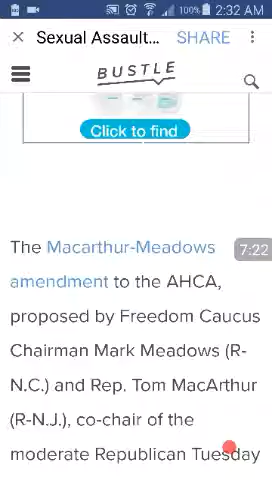 100% 2:32 AM
Sexual Assault... SHARE
BUSTLE
Click to find
The Macarthur-Meadows
7:22
amendment to the AHCA,
proposed by Freedom Caucus
Chairman Mark Meadows (R-
N.C.) and Rep. Tom MacArthur
(R-N.J.), co-chair of the
moderate Republican Tuesday